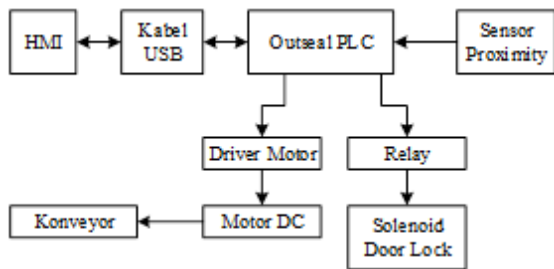 HMI
Kabel
USB
Outseal PLC
Sensor
Proximity
Driver Motor
Relay
Konveyor
Motor DC
Solenoid
Door Lock